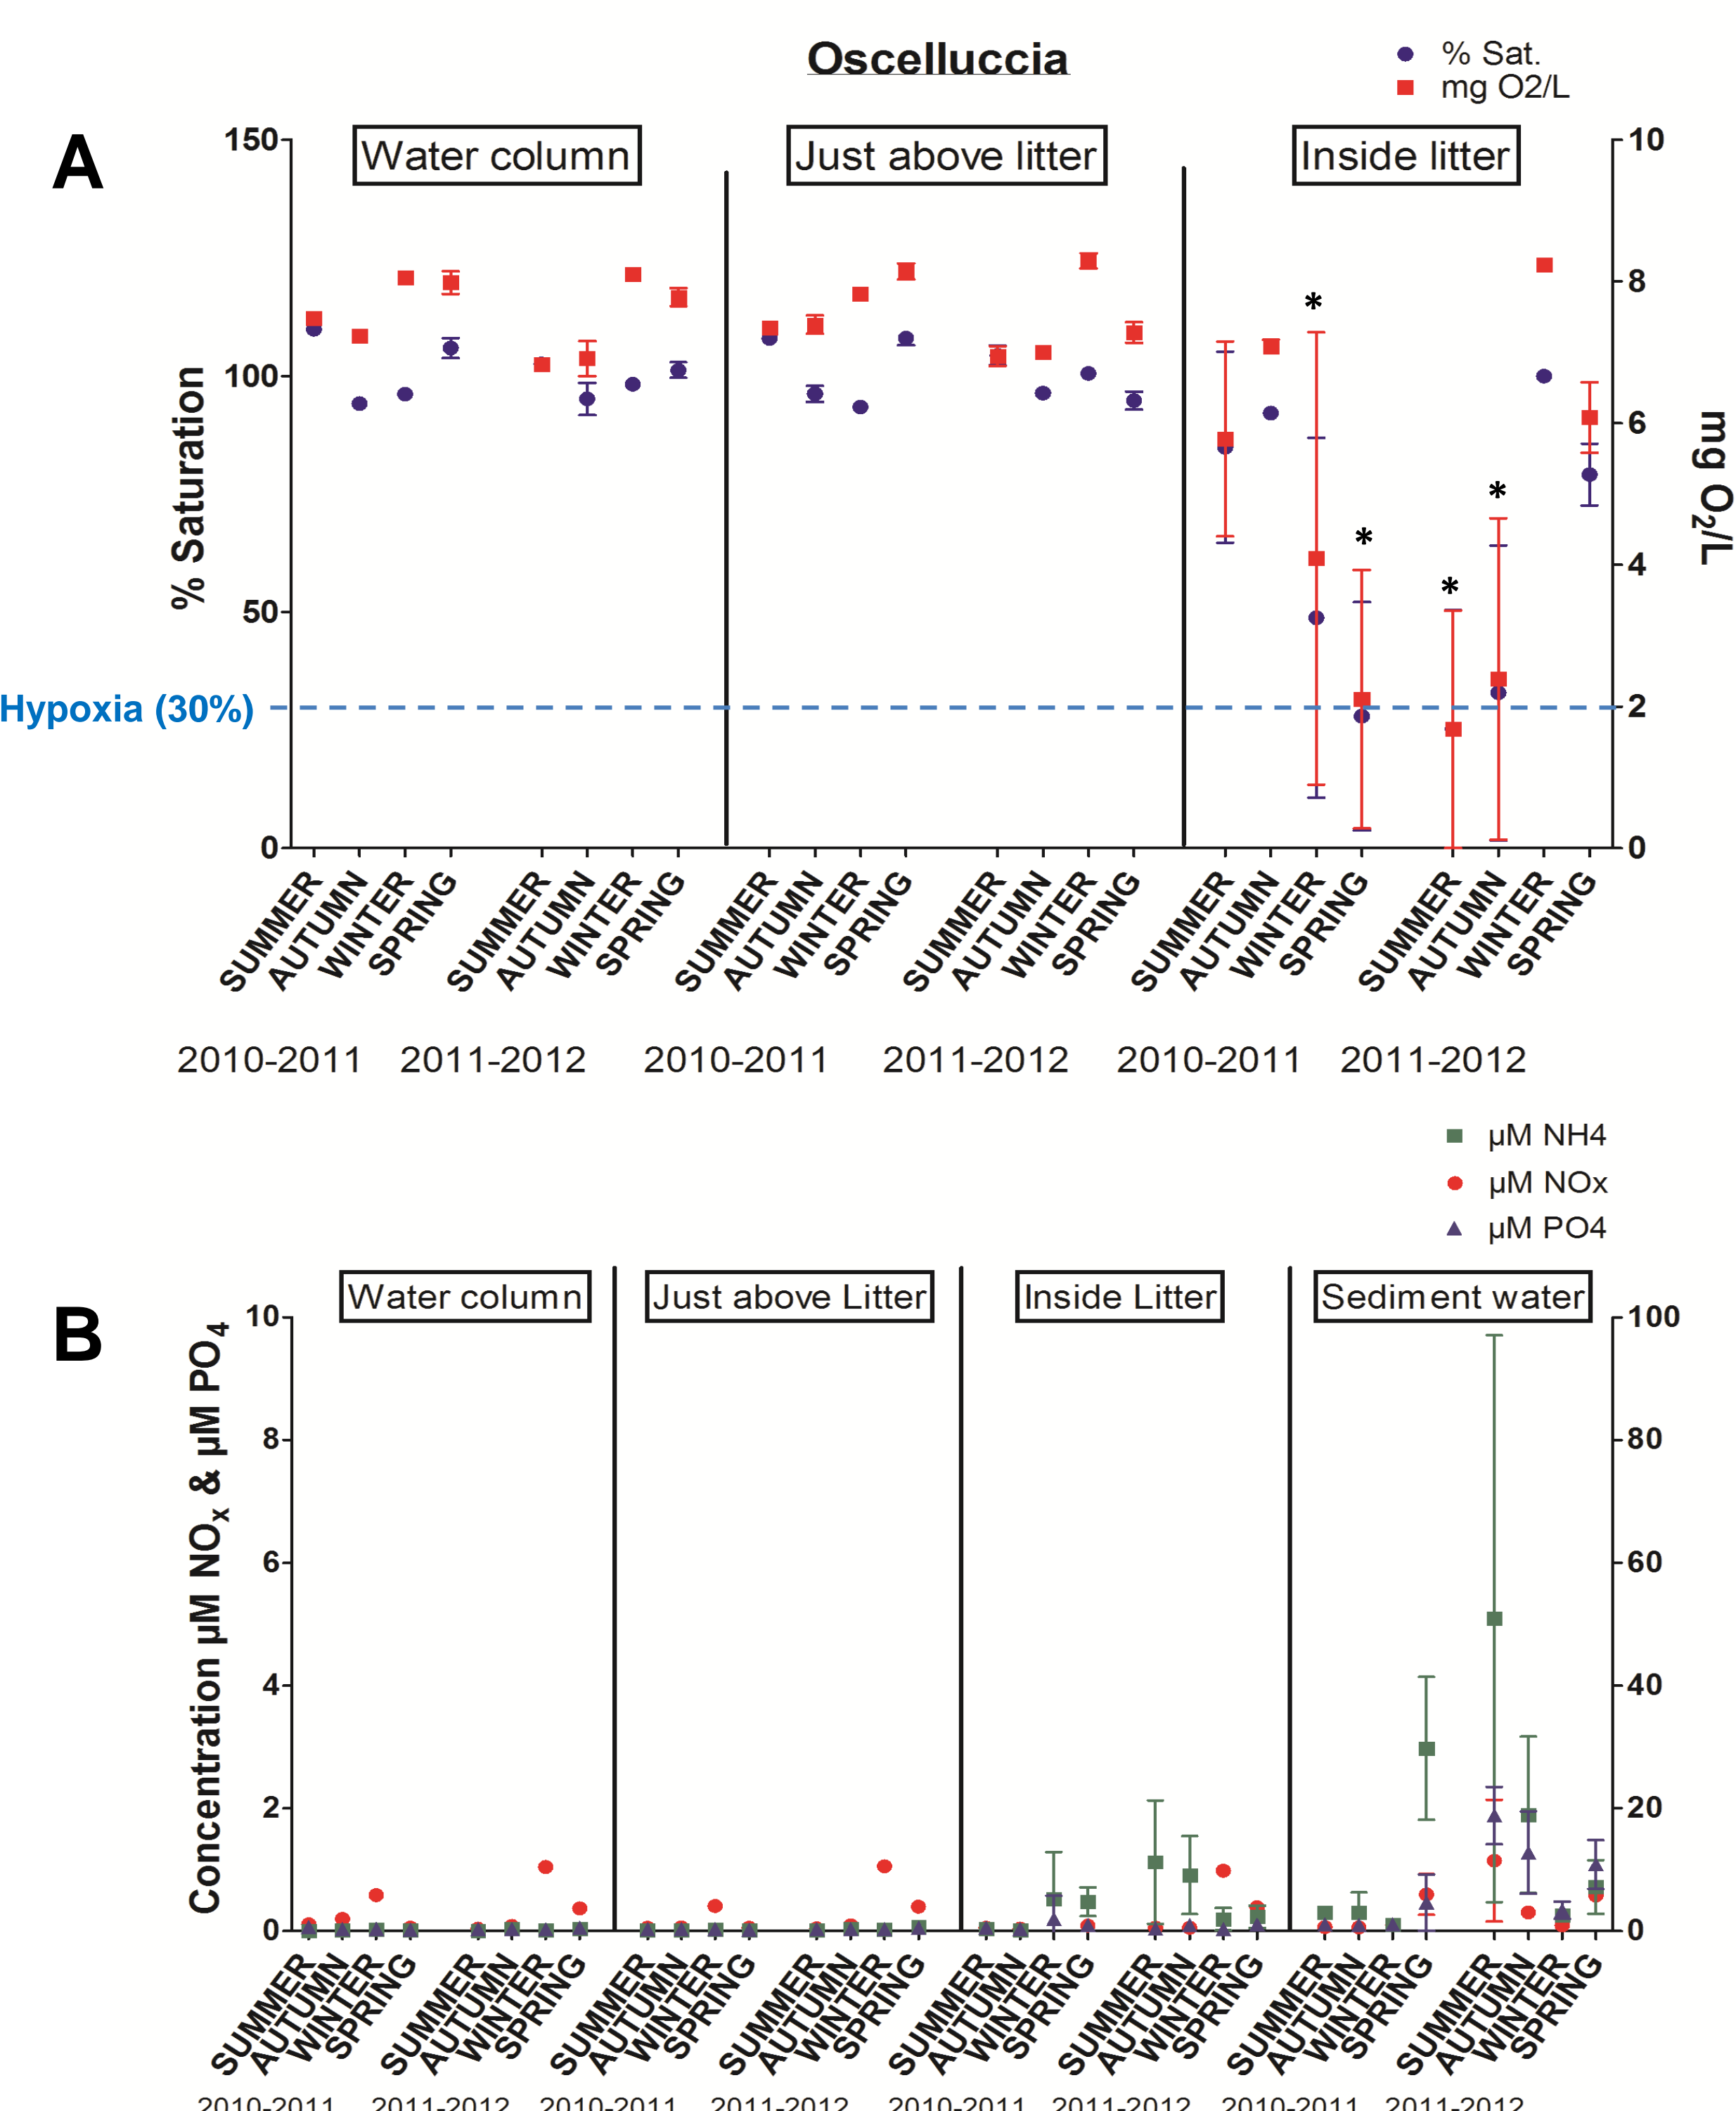 Oscelluccia
% Sat.
mg O2/L
A
Water column
Just above litter
Inside litter
150
100
50
0
10
8
6
4
2
0
% Saturation
mg O2/L
Hypoxia (30%)
*
*
*
*
SUMMER AUTUMN WINTER SPRING SUMMER AUTUMN WINTER SPRING SUMMER AUTUMN WINTER SPRING SUMMER AUTUMN WINTER SPRING SUMMER AUTUMN WINTER SPRING SUMMER AUTUMN WINTER SPRING
2010-2011 2011-2012 2010-2011 2011-2012 2010-2011 2011-2012
µM NH4
µM NOx
µM PO4
B
Water column
Just above Litter
Inside Litter
Sediment water
10
8
6
4
2
0
100
80
60
40
20
0
Concentration µM NOx & µM PO4
SUMMER AUTUMN WINTER SPRING SUMMER AUTUMN WINTER SPRING SUMMER AUTUMN WINTER SPRING SUMMER AUTUMN WINTER SPRING SUMMER AUTUMN WINTER SPRING SUMMER AUTUMN WINTER SPRING SUMMER AUTUMN WINTER SPRING SUMMER AUTUMN WINTER SPRING
2010-2011 2011-2012 2010-2011 2011-2012 2010-2011 2011-2012 2010-2011 2011-2012